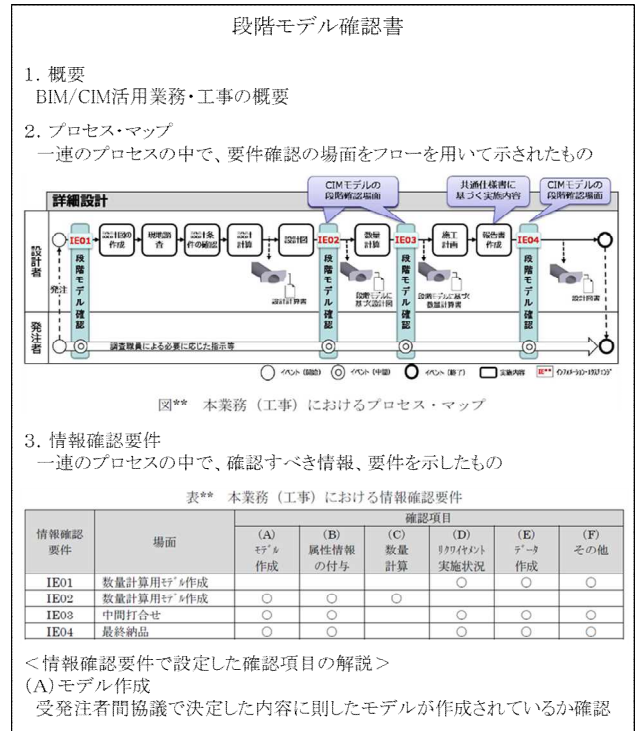 段階モデル確認書
1. 概要
BIM/CIM活用業務・工事の概要
2. プロセス・マップ
一連のプロセスの中で、要件確認の場面をフローを用いて示されたもの
CIMモデルの
段階確認場面
共通仕様書に
基づく実施内容
CIMモデルの
段階確認場面
詳細設計
設計者
発注
IE01
段階モデル確認
設計計画の
作成
現地踏査
設計条
件の確認
設計
計算
設計計算書
設計図
IE02
段階モデル確認
段階モデルに
基づく設計図
数量
計算
IE03
段階モデル確認
段階モデルに基づく
数量計算書
施工
計画
報告書
作成
IE04
段階モデル確認
設計図書
発注者
調査職員による必要に応じた指示等
イベント (開始) イベント (中間) イベント (終了) 実施内容 IE** インフォメーション・エクスチェンジ
図** 本業務 (工事) におけるプロセス・マップ
3. 情報確認要件
一連のプロセスの中で、確認すべき情報、要件を示したもの
表** 本業務 (工事) における情報確認要件
情報確認
要件
場面
確認項目
(A)
モデル
作成
(B)
属性情報
の付与
(C)
数量
計算
(D)
リクワイヤメント
実施状況
(E)
データ
作成
(F)
その他
IE01 数量計算用モデル作成 ○ ○ ○
IE02 数量計算用モデル作成 ○ ○ ○
IE03 中間打合せ ○ ○ ○ ○ ○
IE04 最終納品 ○ ○ ○ ○ ○
<情報確認要件で設定した確認項目の解説>
(A)モデル作成
受発注者間協議で決定した内容に則したモデルが作成されているか確認